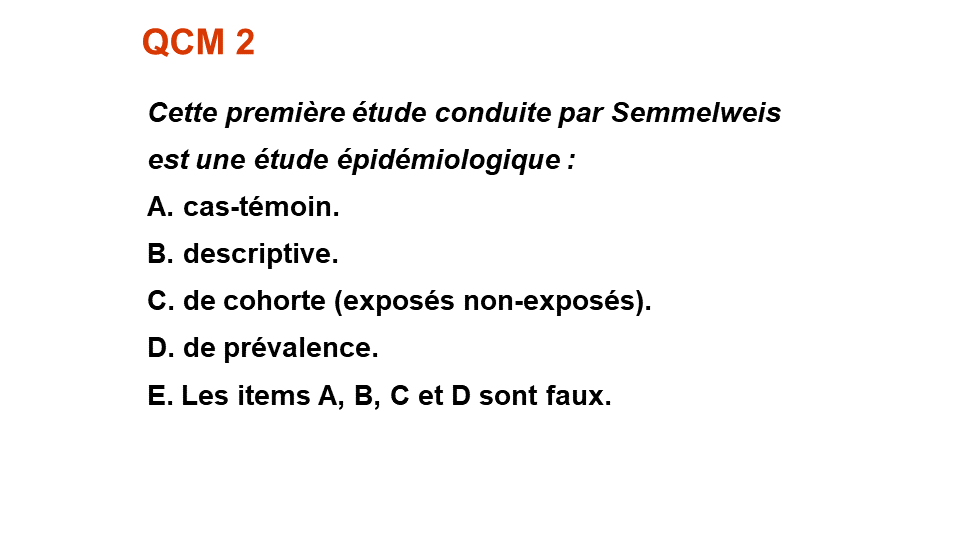 QCM 2
Cette première étude conduite par Semmelweis
est une étude épidémiologique :
A. cas-témoin.
B. descriptive.
C. de cohorte (exposés non-exposés).
D. de prévalence.
E. Les items A, B, C et D sont faux.